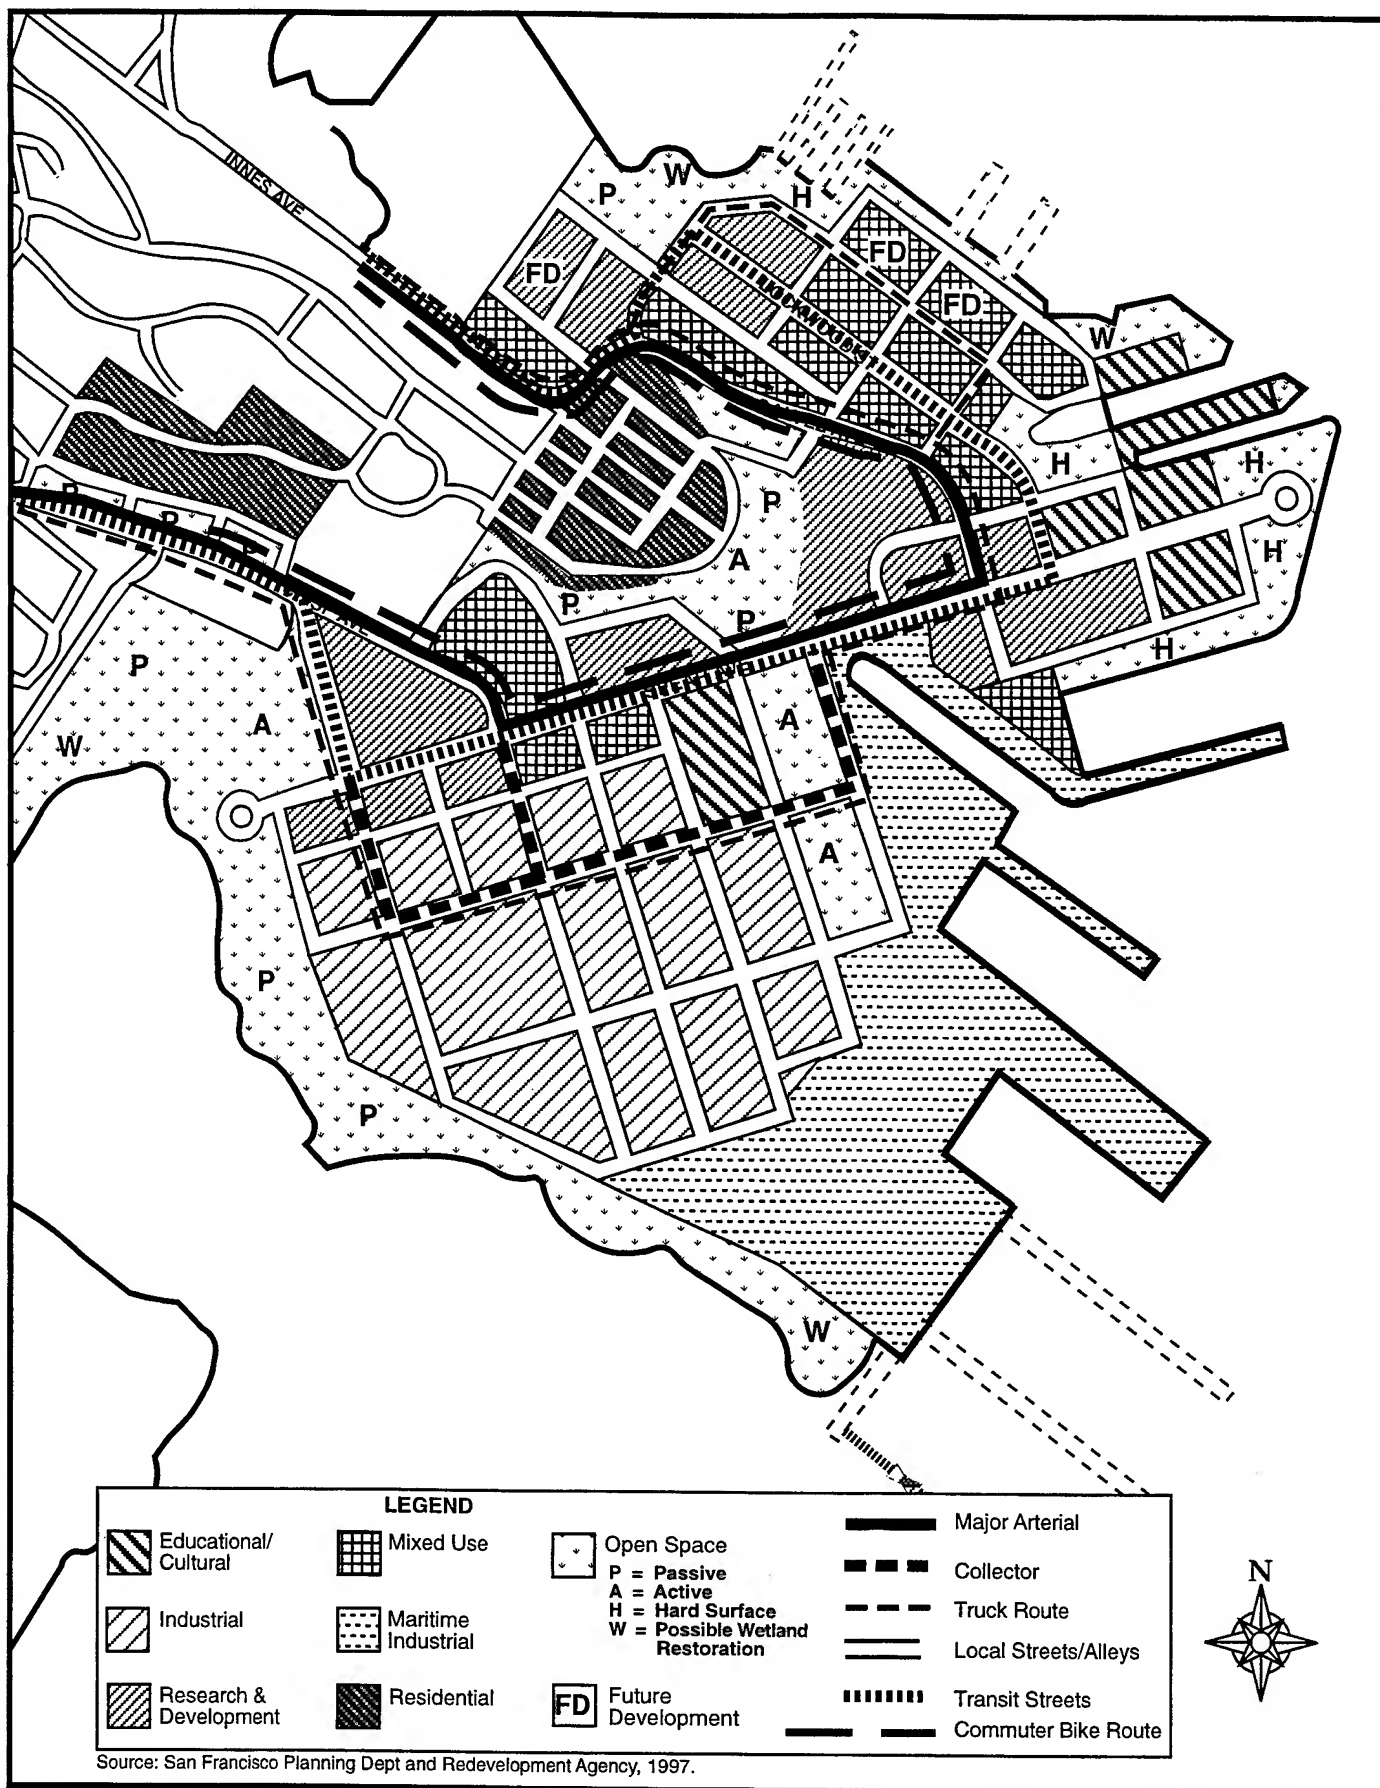 INNES AVE
W
P
H
FD
FD
FD
W
LOCKWOOD
H
H
P
P
P
H
A
P
P
H
P
A
A
W
A
P
P
W
LEGEND
Educational/
Cultural
Industrial
Research &
Development
Mixed Use
Maritime
Industrial
Residential
Open Space
P = Passive
A = Active
H = Hard Surface
W = Possible Wetland
Restoration
FD Future
Development
Major Arterial
Collector
Truck Route
Local Streets/Alleys
Transit Streets
Commuter Bike Route
N
Source: San Francisco Planning Dept and Redevelopment Agency, 1997.